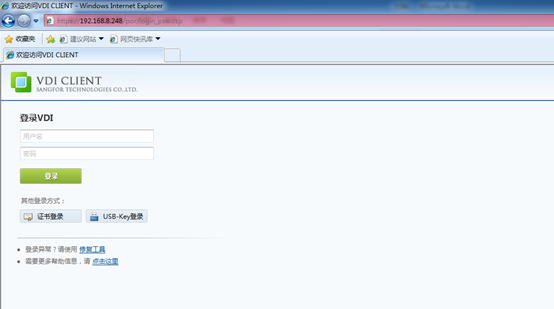 欢迎访问VDI CLIENT - Windows Internet Explorer
https://192.168.8.248/por/login_psw.csp
收藏夹 建议网站 网页快讯库
欢迎访问VDI CLIENT
VDI CLIENT
SANGFOR TECHNOLOGIES CO.,LTD.
登录VDI
用户名
密码
登录
其他登录方式：
证书登录 USB-Key登录
登录异常？请使用 修复工具
需要更多帮助信息，请 点击这里